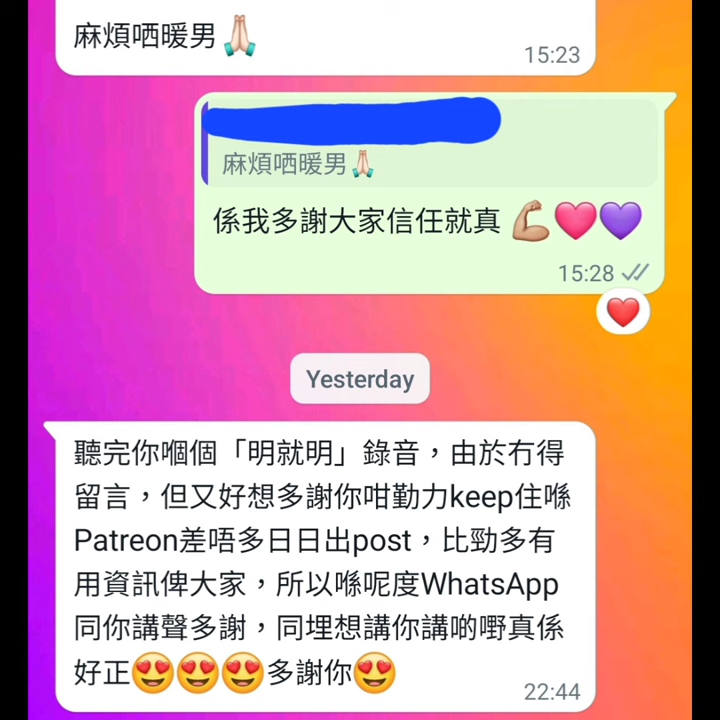 麻煩哂暖男🙏🏻
15:23
麻煩哂暖男🙏🏻
係我多謝大家信任就真 💪🏼🩷💜
15:28
Yesterday
聽完你嗰個「明就明」錄音，由於冇得
留言，但又好想多謝你咁勤力keep住喺
Patreon差唔多日日出post，比勁多有
用資訊俾大家，所以喺呢度WhatsApp
同你講聲多謝，同埋想講你講啲嘢真係
好正😍😍😍多謝你😍
22:44